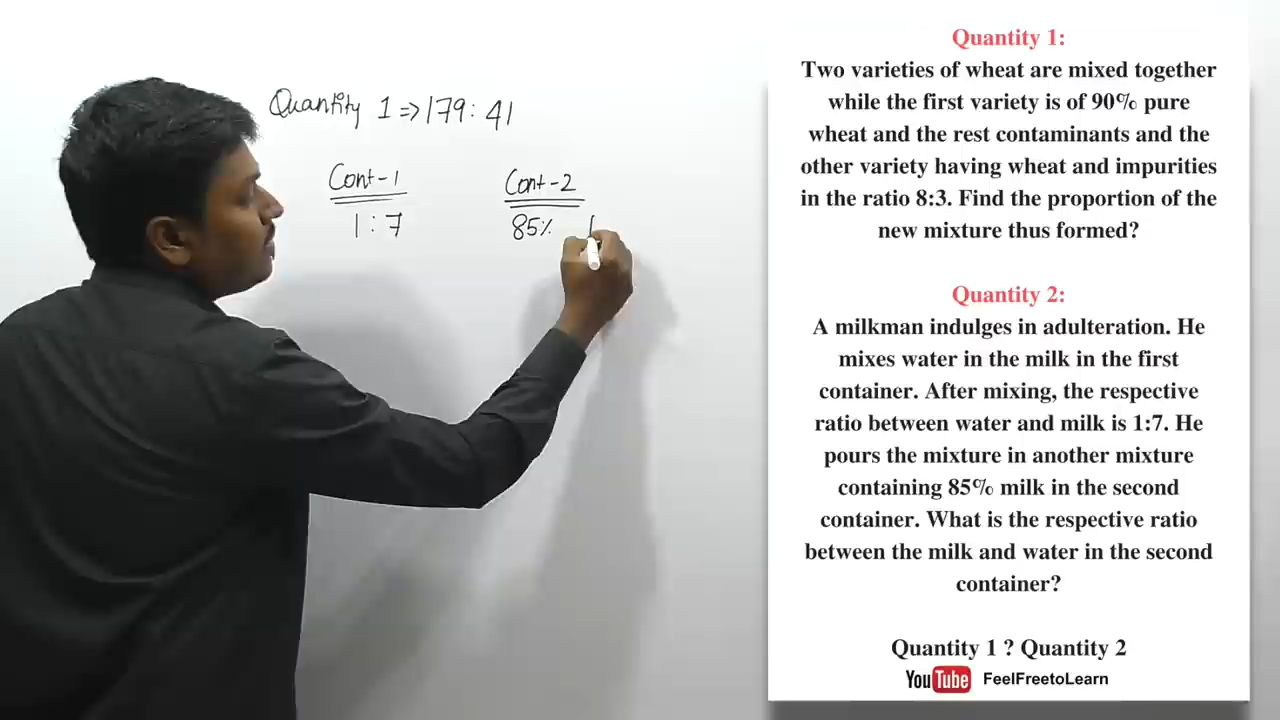 Quantity 1 ⇒ 179 : 41
Cont-1
Cont-2
1 : 7
85%
Quantity 1:
Two varieties of wheat are mixed together
while the first variety is of 90% pure
wheat and the rest contaminants and the
other variety having wheat and impurities
in the ratio 8:3. Find the proportion of the
new mixture thus formed?
Quantity 2:
A milkman indulges in adulteration. He
mixes water in the milk in the first
container. After mixing, the respective
ratio between water and milk is 1:7. He
pours the mixture in another mixture
containing 85% milk in the second
container. What is the respective ratio
between the milk and water in the second
container?
Quantity 1 ? Quantity 2
YouTube FeelFreetoLearn